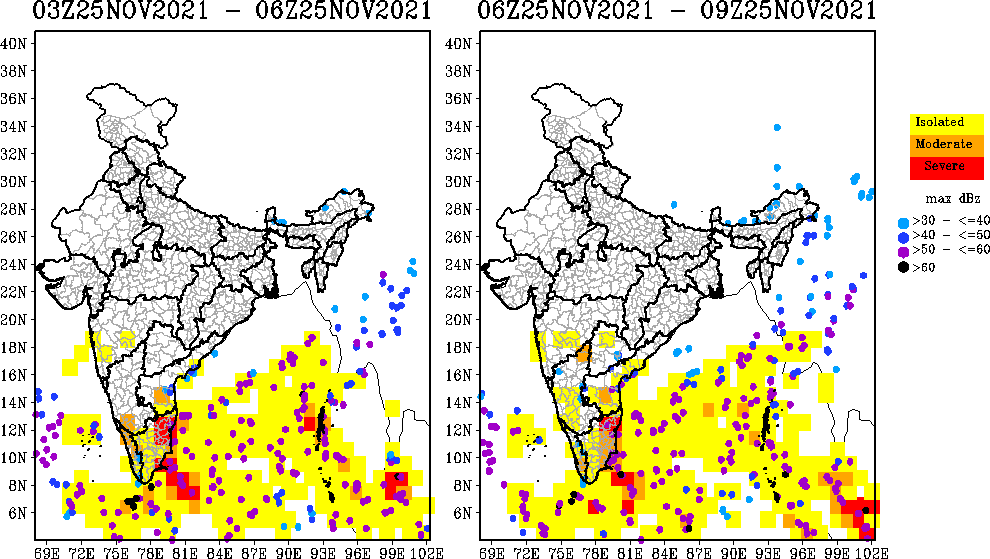 03Z25NOV2021 – 06Z25NOV2021
06Z25NOV2021 – 09Z25NOV2021
40N
38N
36N
34N
32N
30N
28N
26N
24N
22N
20N
18N
16N
14N
12N
10N
8N
6N
69E 72E 75E 78E 81E 84E 87E 90E 93E 96E 99E 102E
40N
38N
36N
34N
32N
30N
28N
26N
24N
22N
20N
18N
16N
14N
12N
10N
8N
6N
69E 72E 75E 78E 81E 84E 87E 90E 93E 96E 99E 102E
Isolated
Moderate
Severe
max dBz
>30 – <=40
>40 – <=50
>50 – <=60
>60